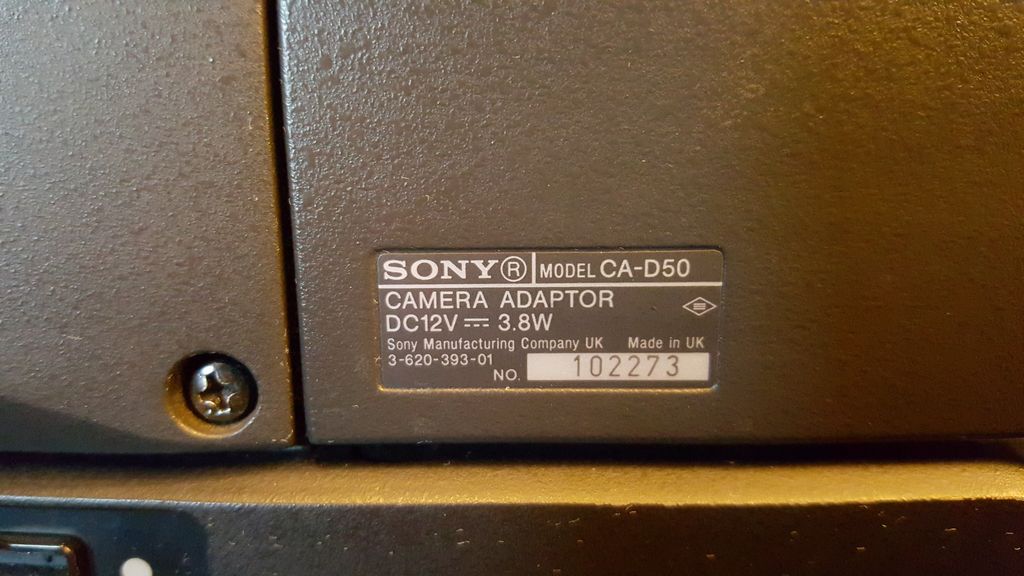 SONY® MODEL CA-D50
CAMERA ADAPTOR
DC12V ⎓ 3.8W
Sony Manufacturing Company UK Made in UK
3-620-393-01
NO. 102273